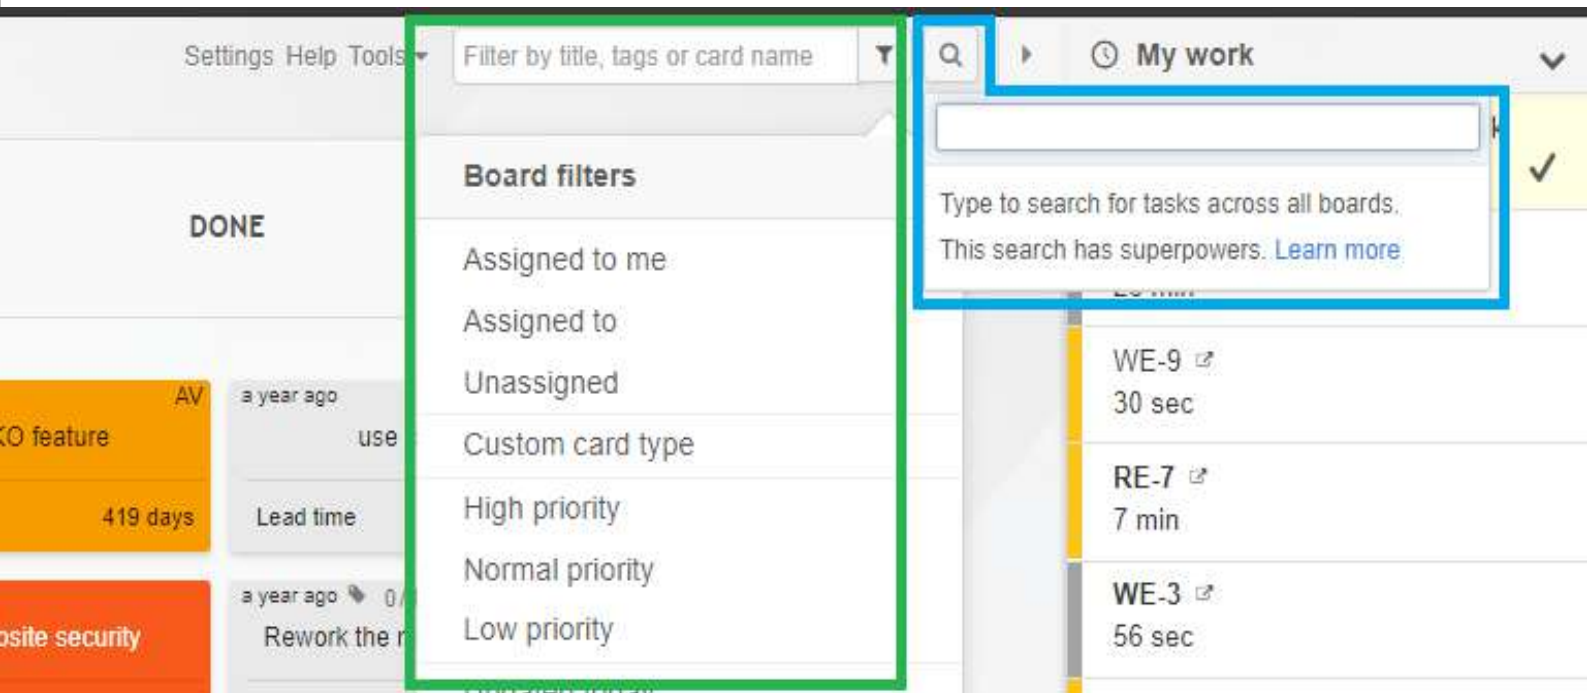 Settings Help Tools
Filter by title, tags or card name
My work
Board filters
Assigned to me
Assigned to
Unassigned
Custom card type
High priority
Normal priority
Low priority
Type to search for tasks across all boards.
This search has superpowers. Learn more
DONE
AV
KO feature
419 days
a year ago
use
Lead time
security
a year ago 0/
Rework the
WE-9
30 sec
RE-7
7 min
WE-3
56 sec